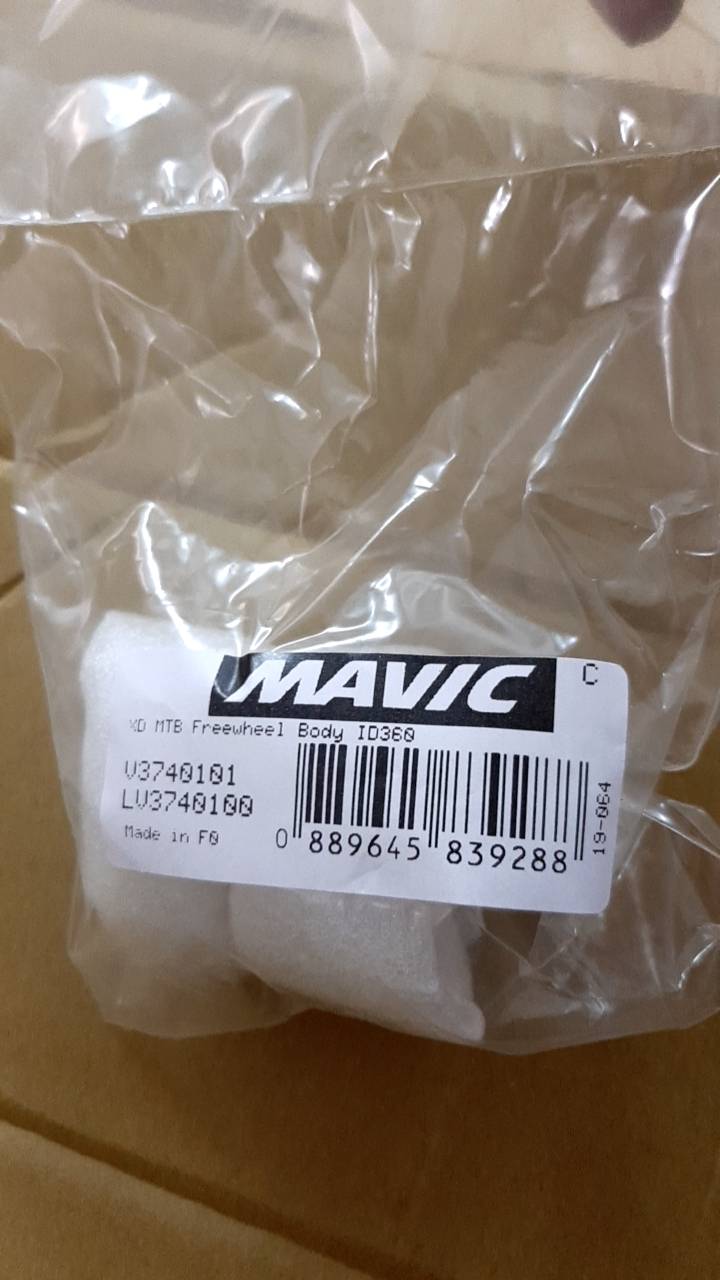 MAVIC
C
XD MTB Freewheel Body ID360
V3740101
LV3740100
Made in F0
0 889645 839288
19-064